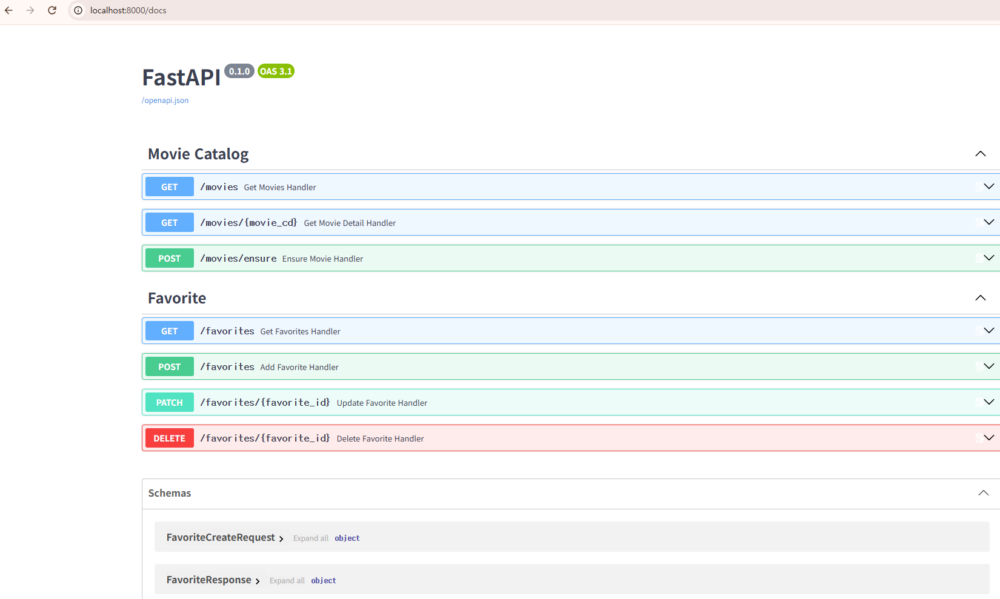 localhost:8000/docs
FastAPI 0.1.0 OAS 3.1
/openapi.json
Movie Catalog
GET /movies Get Movies Handler
GET /movies/{movie_cd} Get Movie Detail Handler
POST /movies/ensure Ensure Movie Handler
Favorite
GET /favorites Get Favorites Handler
POST /favorites Add Favorite Handler
PATCH /favorites/{favorite_id} Update Favorite Handler
DELETE /favorites/{favorite_id} Delete Favorite Handler
Schemas
FavoriteCreateRequest Expand all object
FavoriteResponse Expand all object